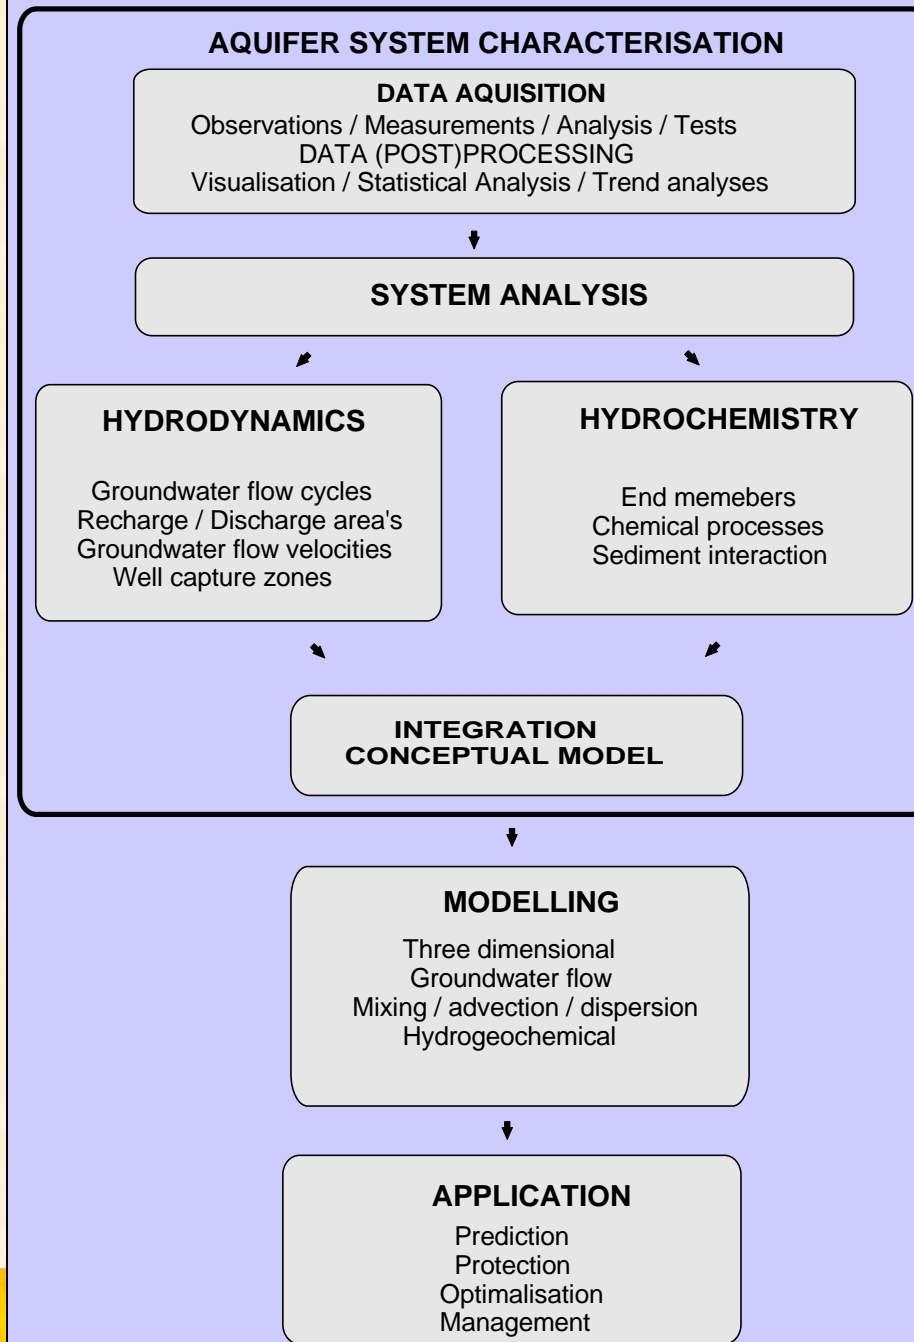 AQUIFER SYSTEM CHARACTERISATION
DATA AQUISITION
Observations / Measurements / Analysis / Tests
DATA (POST)PROCESSING
Visualisation / Statistical Analysis / Trend analyses
SYSTEM ANALYSIS
HYDRODYNAMICS
Groundwater flow cycles
Recharge / Discharge area's
Groundwater flow velocities
Well capture zones
HYDROCHEMISTRY
End memebers
Chemical processes
Sediment interaction
INTEGRATION
CONCEPTUAL MODEL
MODELLING
Three dimensional
Groundwater flow
Mixing / advection / dispersion
Hydrogeochemical
APPLICATION
Prediction
Protection
Optimalisation
Management